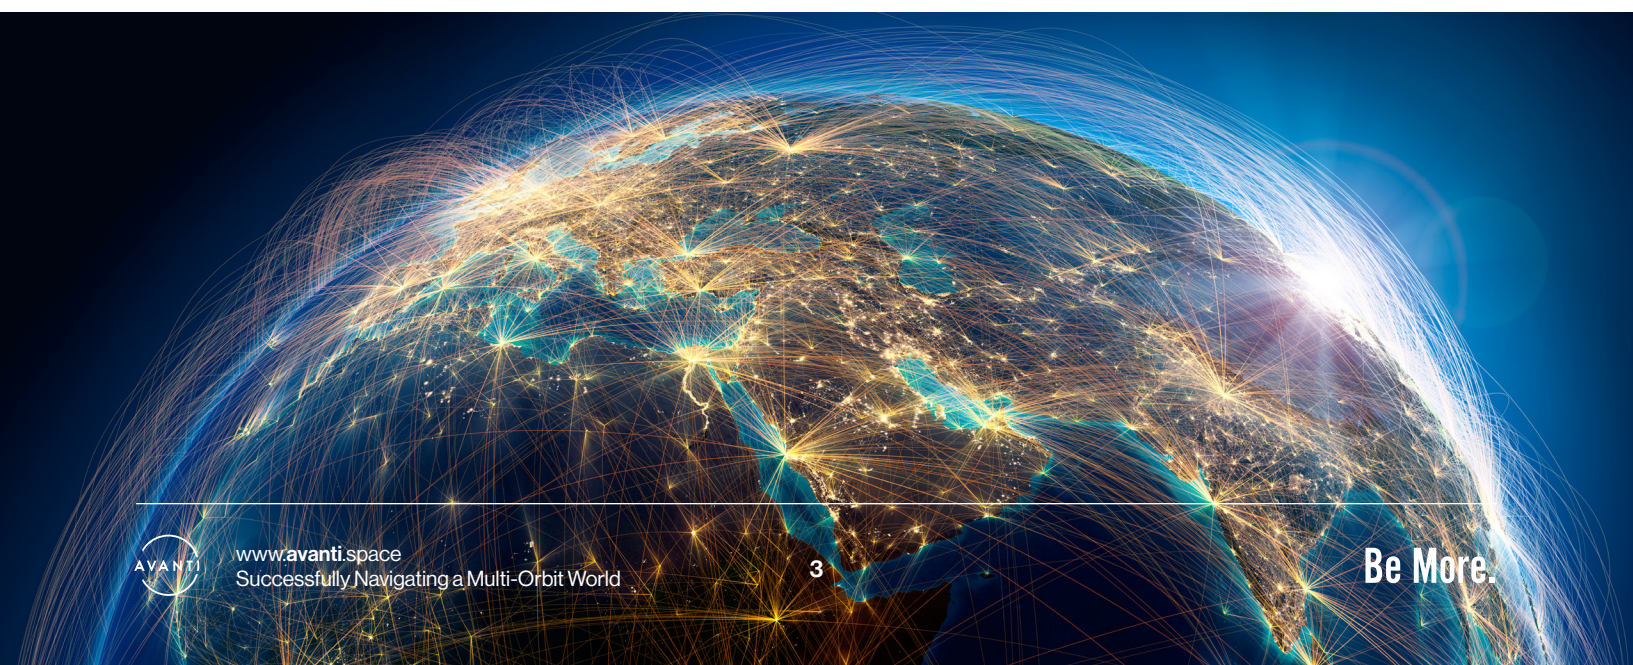 AVANTI
www.avanti.space
Successfully Navigating a Multi-Orbit World
3
Be More.